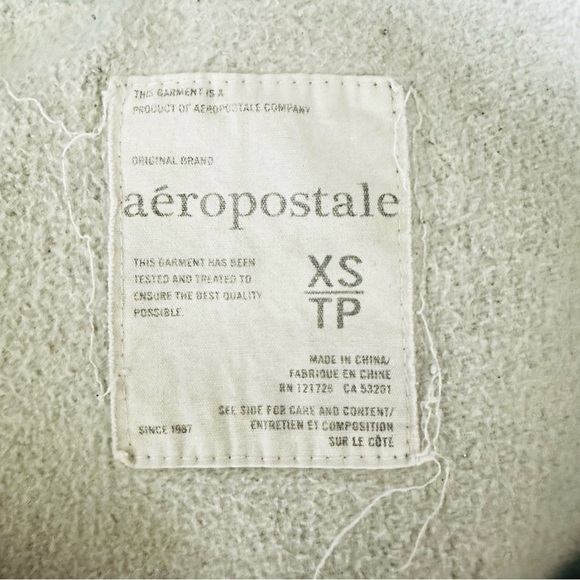 THIS GARMENT IS A
PRODUCT OF AEROPOSTALE COMPANY
ORIGINAL BRAND
aéropostale
THIS GARMENT HAS BEEN
TESTED AND TREATED TO
ENSURE THE BEST QUALITY
POSSIBLE.
XS
TP
MADE IN CHINA/
FABRIQUE EN CHINE
RN 121726 CA 53201
SEE SIDE FOR CARE AND CONTENT/
ENTRETIEN ET COMPOSITION
SUR LE CÔTÉ
SINCE 1987